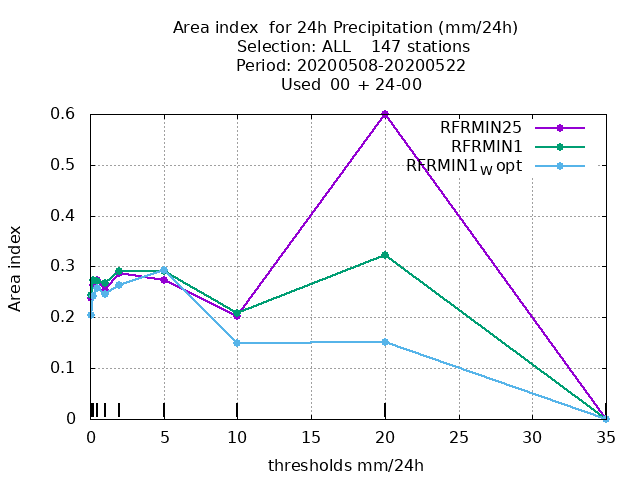 Area index  for 24h Precipitation (mm/24h)
Selection: ALL    147 stations
Period: 20200508-20200522
Used  00 + 24-00
RFRMIN25
RFRMIN1
RFRMIN1W opt
Area index
0.6
0.5
0.4
0.3
0.2
0.1
0
0 5 10 15 20 25 30 35
thresholds mm/24h